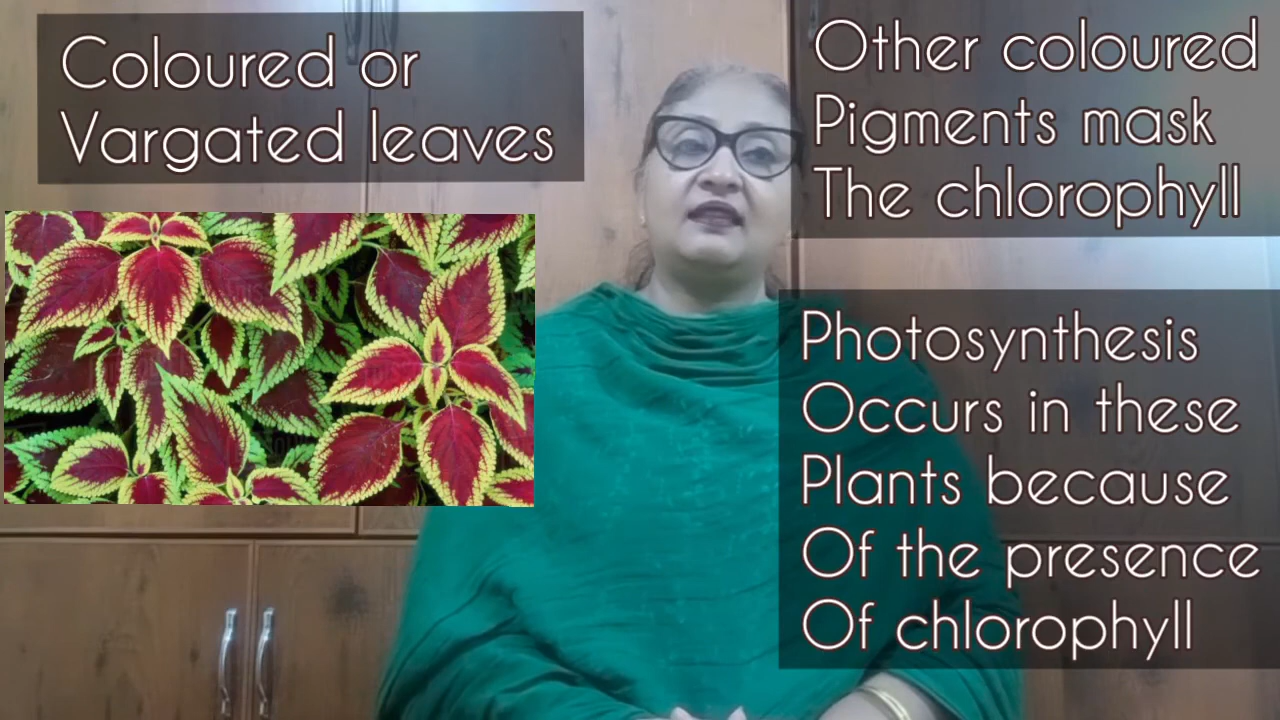 Coloured or
Vargated leaves
Other coloured
Pigments mask
The chlorophyll
Photosynthesis
Occurs in these
Plants because
Of the presence
Of chlorophyll